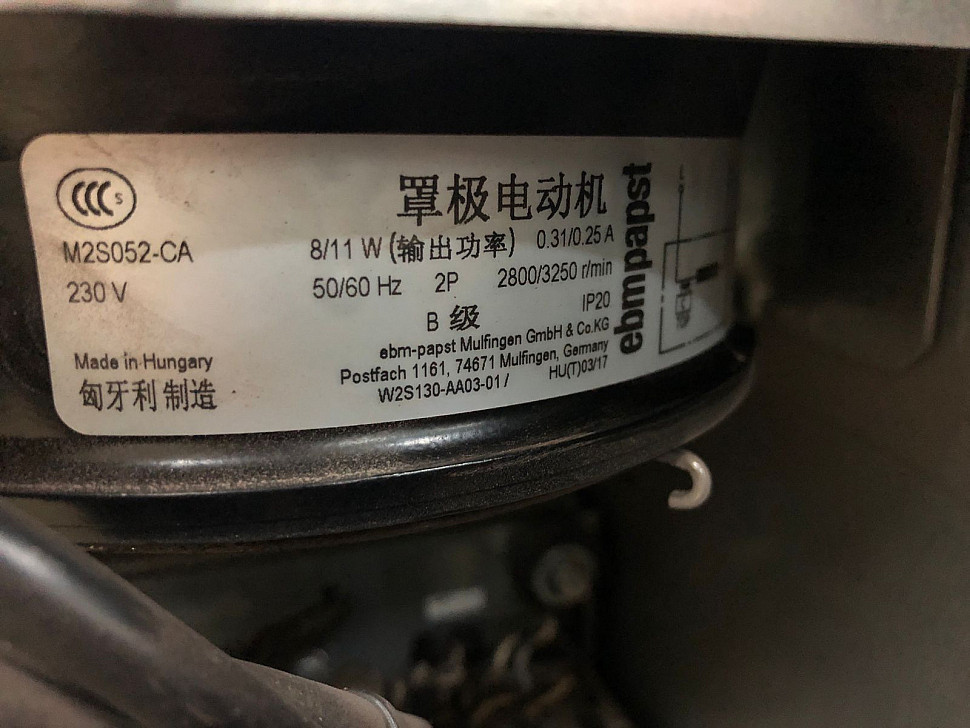 CCC S
罩极电动机
M2S052-CA 8/11 W (输出功率) 0.31/0.25 A
230 V 50/60 Hz 2P 2800/3250 r/min
B 级 IP20
ebm-papst Mulfingen GmbH & Co.KG
Made in Hungary Postfach 1161, 74671 Mulfingen, Germany
匈牙利制造 W2S130-AA03-01 / HU(T)03/17
ebmpapst
L